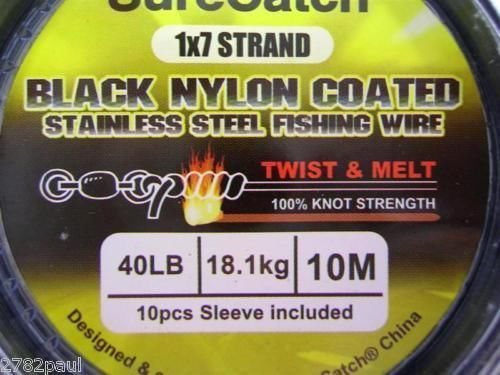 SureCatch
1x7 STRAND
BLACK NYLON COATED
STAINLESS STEEL FISHING WIRE
TWIST & MELT
100% KNOT STRENGTH
40LB 18.1kg 10M
10pcs Sleeve included
Designed &
Catch® China
2782paul